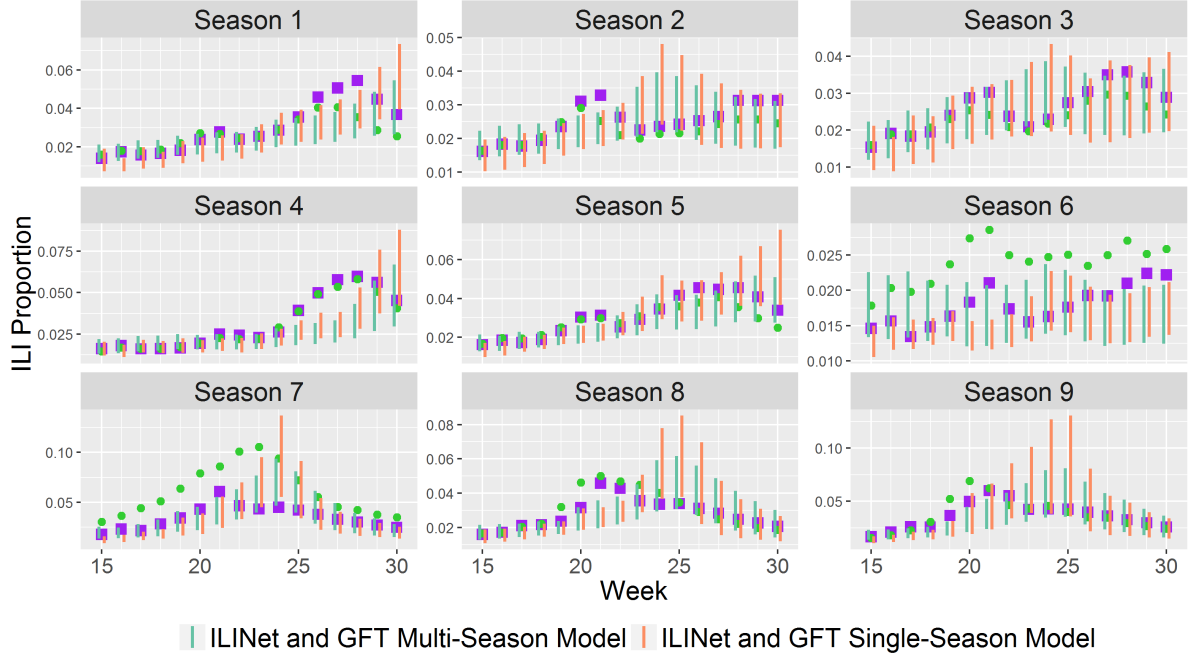 Season 1 Season 2 Season 3
0.06 0.04 0.02
0.05 0.04 0.03 0.02 0.01
0.04 0.03 0.02 0.01
Season 4 Season 5 Season 6
0.075 0.050 0.025
0.06 0.04 0.02
0.025 0.020 0.015 0.010
Season 7 Season 8 Season 9
0.10 0.05
0.08 0.06 0.04 0.02
0.10 0.05
15 20 25 30 15 20 25 30 15 20 25 30
ILI Proportion
Week
ILINet and GFT Multi-Season Model ILINet and GFT Single-Season Model